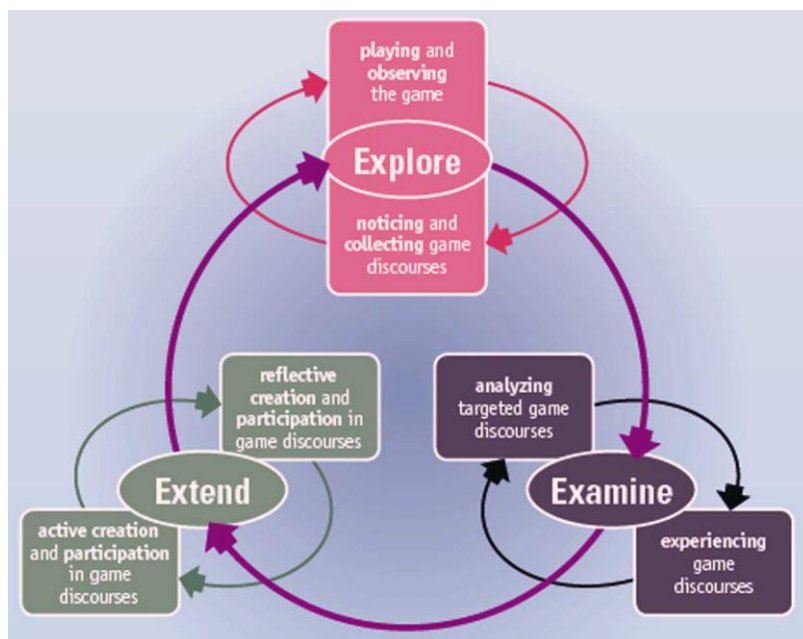 playing and
observing
the game
Explore
noticing and
collecting game
discourses
reflective
creation and
participation in
game discourses
analyzing
targeted game
discourses
Extend
Examine
active creation
and participation
in game
discourses
experiencing
game
discourses